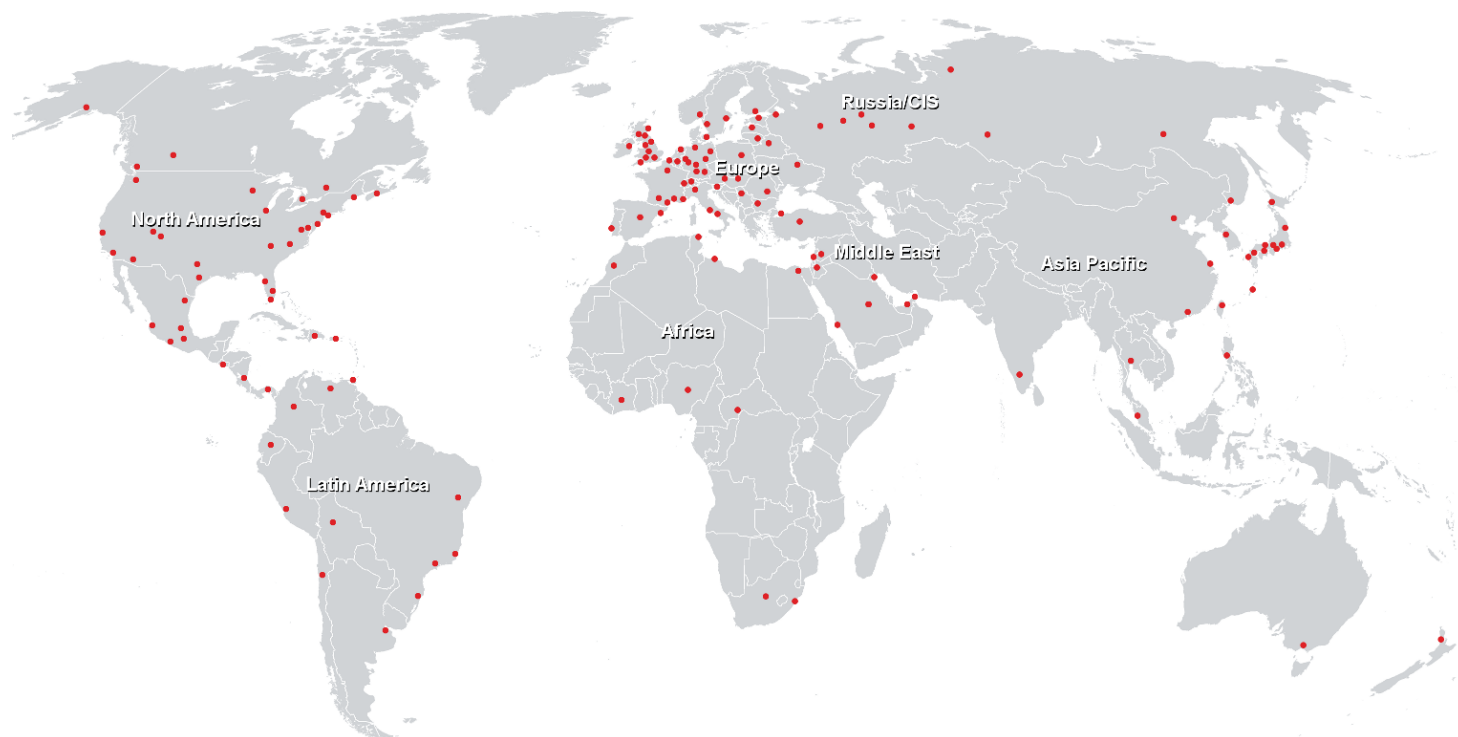 Russia/CIS
Europe
North America
Middle East
Asia Pacific
Africa
Latin America